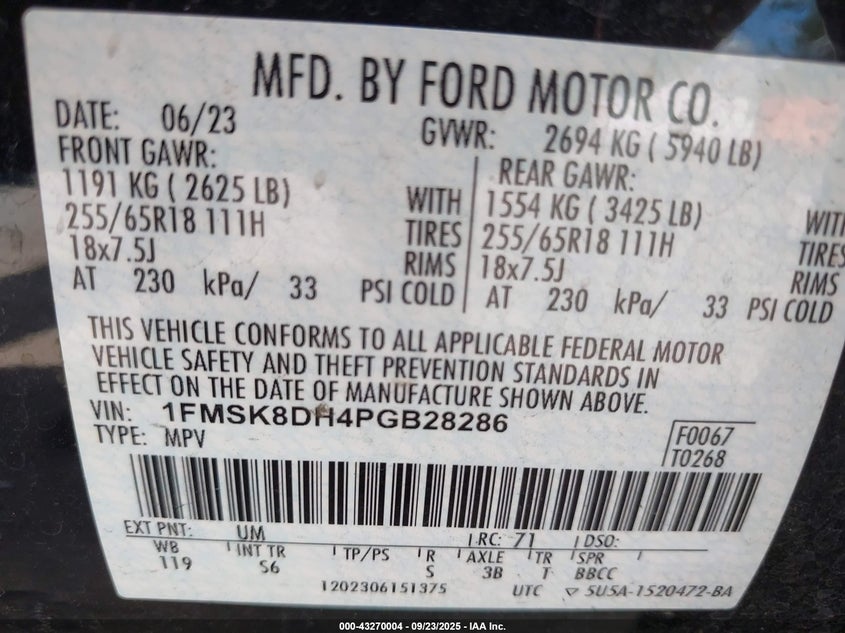 MFD. BY FORD MOTOR CO.
DATE: 06/23 GVWR: 2694 KG ( 5940 LB)
FRONT GAWR: REAR GAWR:
1191 KG ( 2625 LB) WITH 1554 KG ( 3425 LB) WITH
255/65R18 111H TIRES 255/65R18 111H TIRES
18x7.5J RIMS 18x7.5J RIMS
AT 230 kPa/ 33 PSI COLD AT 230 kPa/ 33 PSI COLD
THIS VEHICLE CONFORMS TO ALL APPLICABLE FEDERAL MOTOR
VEHICLE SAFETY AND THEFT PREVENTION STANDARDS IN
EFFECT ON THE DATE OF MANUFACTURE SHOWN ABOVE.
VIN: 1FMSK8DH4PGB28286 F0067
TYPE: MPV T0268
EXT PNT: UM RC: 71 DSO:
WB INT TR TP/PS R AXLE TR SPR
119 S6 S 3B T BBCC
1202306151375 UTC ▽ 5U5A-1520472-BA
000-43270004 - 09/23/2025 - IAA Inc.